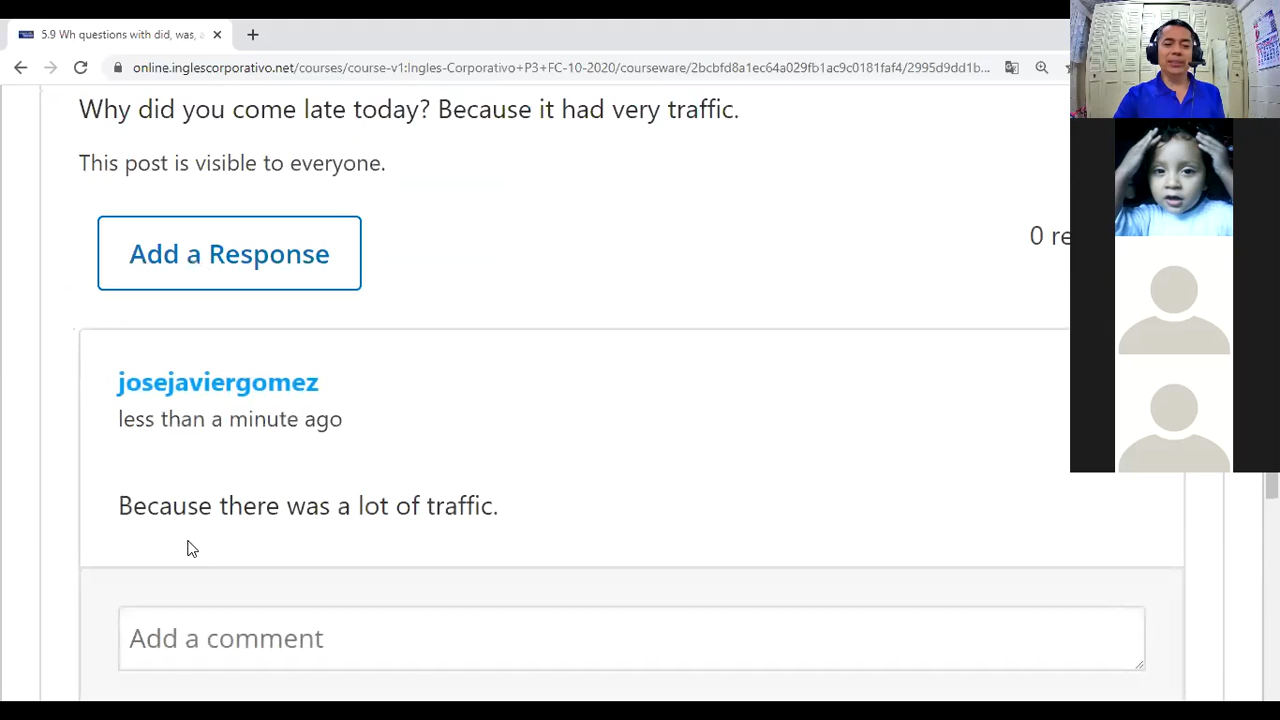 5.9 Wh questions with did, was,
online.inglescorporativo.net/courses/course-v1:Ingles-Corporativo+P3-FC-10-2020/courseware/2bcbfd8301ec64a029fb1ac9c0181faf4/2995d9dd1b...
Why did you come late today? Because it had very traffic.
This post is visible to everyone.
Add a Response
0 re
josejaviergomez
less than a minute ago
Because there was a lot of traffic.
Add a comment